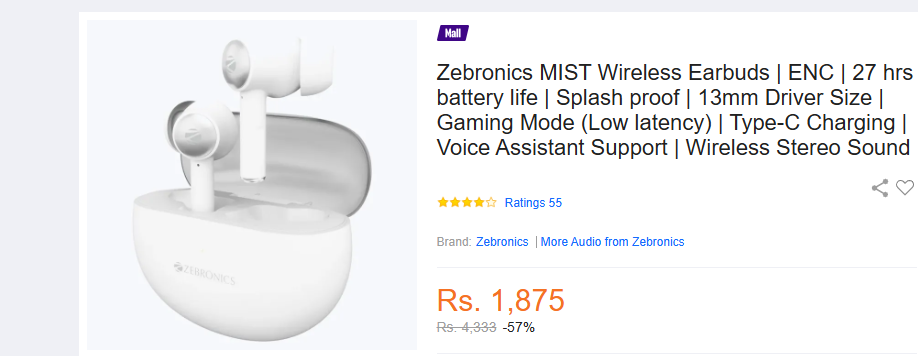 Mall
Zebronics MIST Wireless Earbuds | ENC | 27 hrs
battery life | Splash proof | 13mm Driver Size |
Gaming Mode (Low latency) | Type-C Charging |
Voice Assistant Support | Wireless Stereo Sound
Ratings 55
Brand: Zebronics | More Audio from Zebronics
Rs. 1,875
Rs. 4,333 -57%
ZEBRONICS